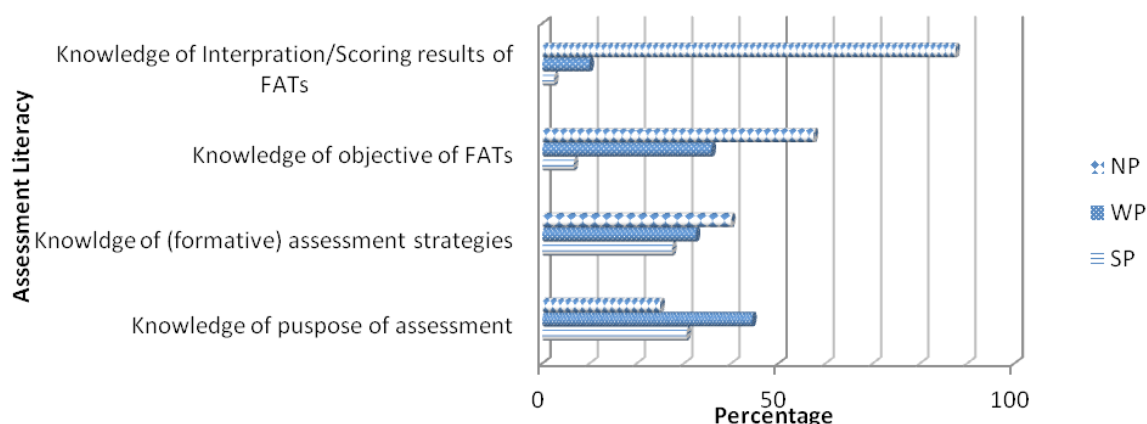 Assessment Literacy
Knowledge of Interpration/Scoring results of
FATs
Knowledge of objective of FATs
Knowldge of (formative) assessment strategies
Knowledge of puspose of assessment
0
50
100
Percentage
NP
WP
SP